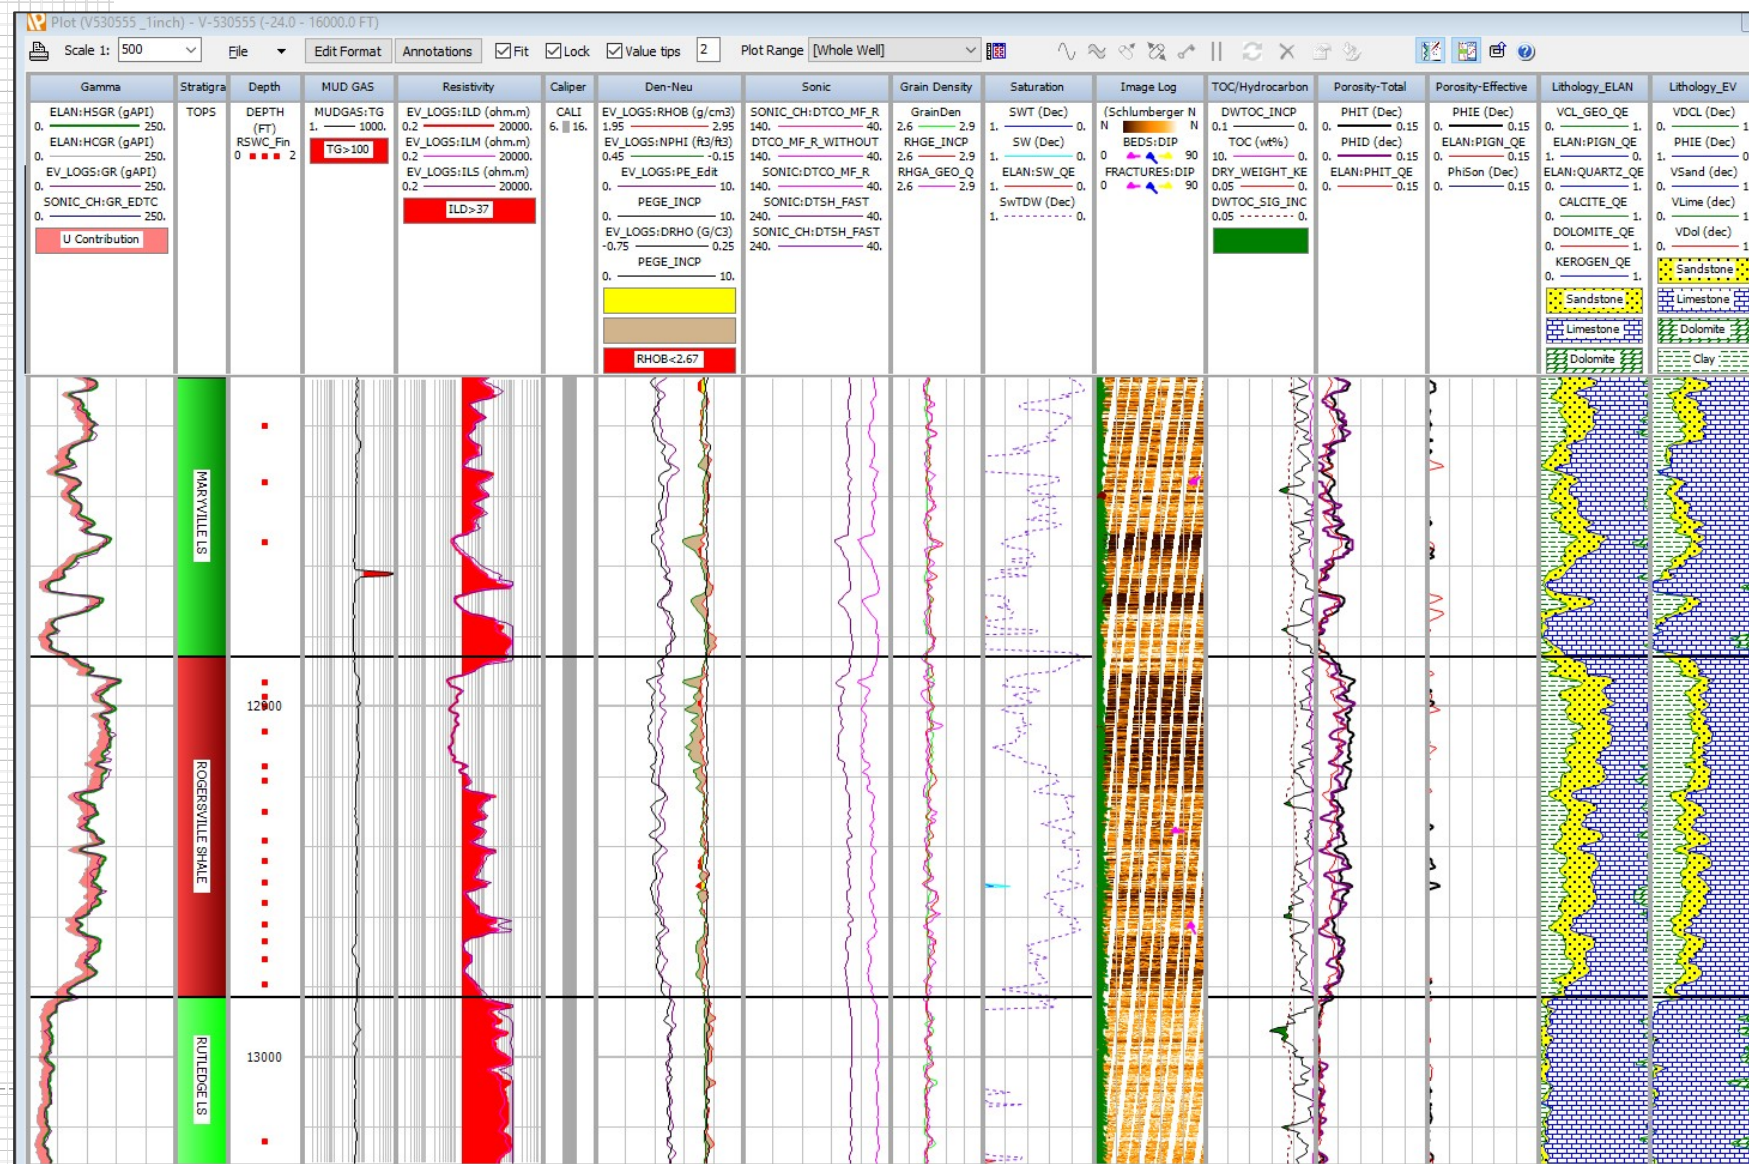 Plot (V530555 _1inch) - V-530555 (-24.0 - 16000.0 FT)
Scale 1: 500 File Edit Format Annotations Fit Lock Value tips 2 Plot Range [Whole Well]
Gamma Stratigra Depth MUD GAS Resistivity Caliper Den-Neu Sonic Grain Density Saturation Image Log TOC/Hydrocarbon Porosity-Total Porosity-Effective Lithology_ELAN Lithology_EV
ELAN:HSGR (gAPI)
0. 250.
ELAN:HCGR (gAPI)
0. 250.
EV_LOGS:GR (gAPI)
0. 250.
SONIC_CH:GR_EDTC
0. 250.
U Contribution
TOPS
DEPTH
(FT)
RSWC_Fin
0 2
MUDGAS:TG
1. 1000.
TG>100
EV_LOGS:ILD (ohm.m)
0.2 20000.
EV_LOGS:ILM (ohm.m)
0.2 20000.
EV_LOGS:ILS (ohm.m)
0.2 20000.
ILD>37
CALI
6. 16.
EV_LOGS:RHOB (g/cm3)
1.95 2.95
EV_LOGS:NPHI (ft3/ft3)
0.45 -0.15
EV_LOGS:PE_Edit
PEGE_INCP
0. 10.
EV_LOGS:DRHO (G/C3)
-0.75 0.25
PEGE_INCP
0. 10.
RHOB<2.67
SONIC_CH:DTCO_MF_R
140. 40.
DTCO_MF_R_WITHOUT
140. 40.
SONIC:DTCO_MF_R
140. 40.
SONIC:DTSH_FAST
240. 40.
SONIC_CH:DTSH_FAST
240. 40.
GrainDen
2.6 2.9
RHGE_INCP
2.6 2.9
RHGA_GEO_Q
2.6 2.9
SWT (Dec)
1. 0.
SW (Dec)
1. 0.
ELAN:SW_QE
1. 0.
SwTDW (Dec)
1. 0.
(Schlumberger N
N N
BEDS:DIP
0 90
FRACTURES:DIP
0 90
DWTOC_INCP
0.1 0.
TOC (wt%)
10. 0.
DRY_WEIGHT_KE
0.05 0.
DWTOC_SIG_INC
0.05 0.
PHIT (Dec)
0. 0.15
PHID (dec)
0. 0.15
ELAN:PHIT_QE
0. 0.15
PHIE (Dec)
0. 0.15
ELAN:PIGN_QE
0. 0.15
PhiSon (Dec)
0. 0.15
VCL_GEO_QE
0. 1.
ELAN:PIGN_QE
1. 0.
ELAN:QUARTZ_QE
0. 1.
CALCITE_QE
0. 1.
DOLOMITE_QE
0. 1.
KEROGEN_QE
0. 1.
Sandstone
Limestone
Dolomite
VDCL (Dec)
0. 1
PHIE (Dec)
1. 0
VSand (dec)
0. 1
VLime (dec)
0. 1
VDol (dec)
0. 1
Sandstone
Limestone
Dolomite
Clay
MARYVILLE LS
ROGERSVILLE SHALE
RUTLEDGE LS
13000